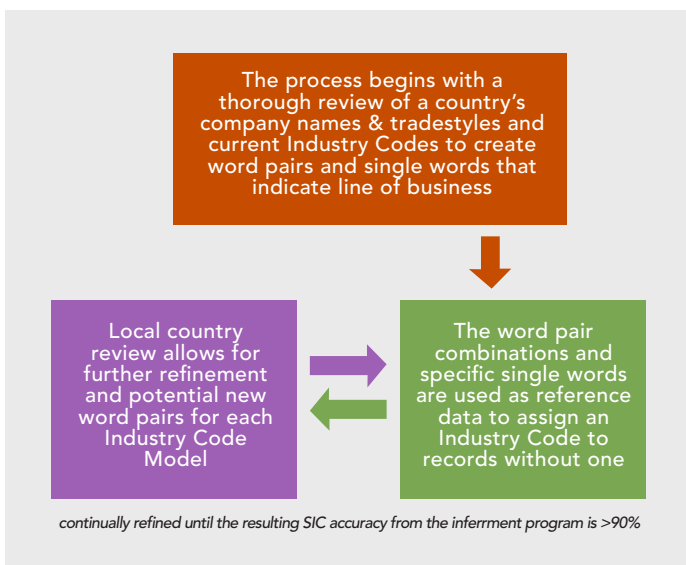 The process begins with a
thorough review of a country's
company names & tradestyles and
current Industry Codes to create
word pairs and single words that
indicate line of business
Local country
review allows for
further refinement
and potential new
word pairs for each
Industry Code
Model
The word pair
combinations and
specific single words
are used as reference
data to assign an
Industry Code to
records without one
continually refined until the resulting SIC accuracy from the inferrment program is >90%